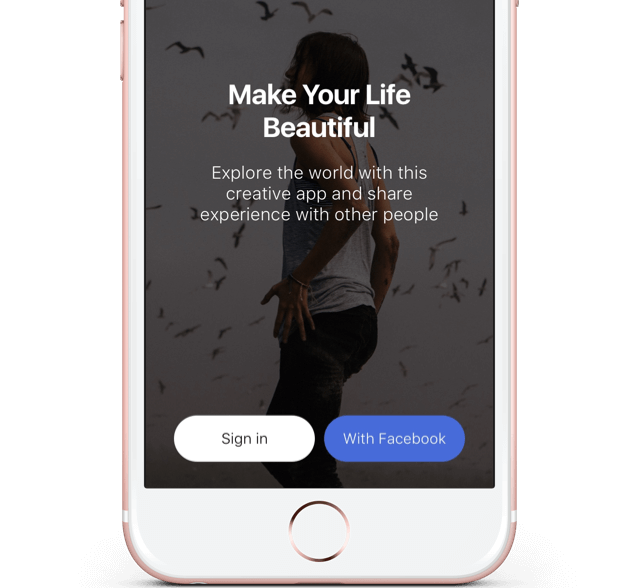 Make Your Life
Beautiful
Explore the world with this
creative app and share
experience with other people
Sign in
With Facebook